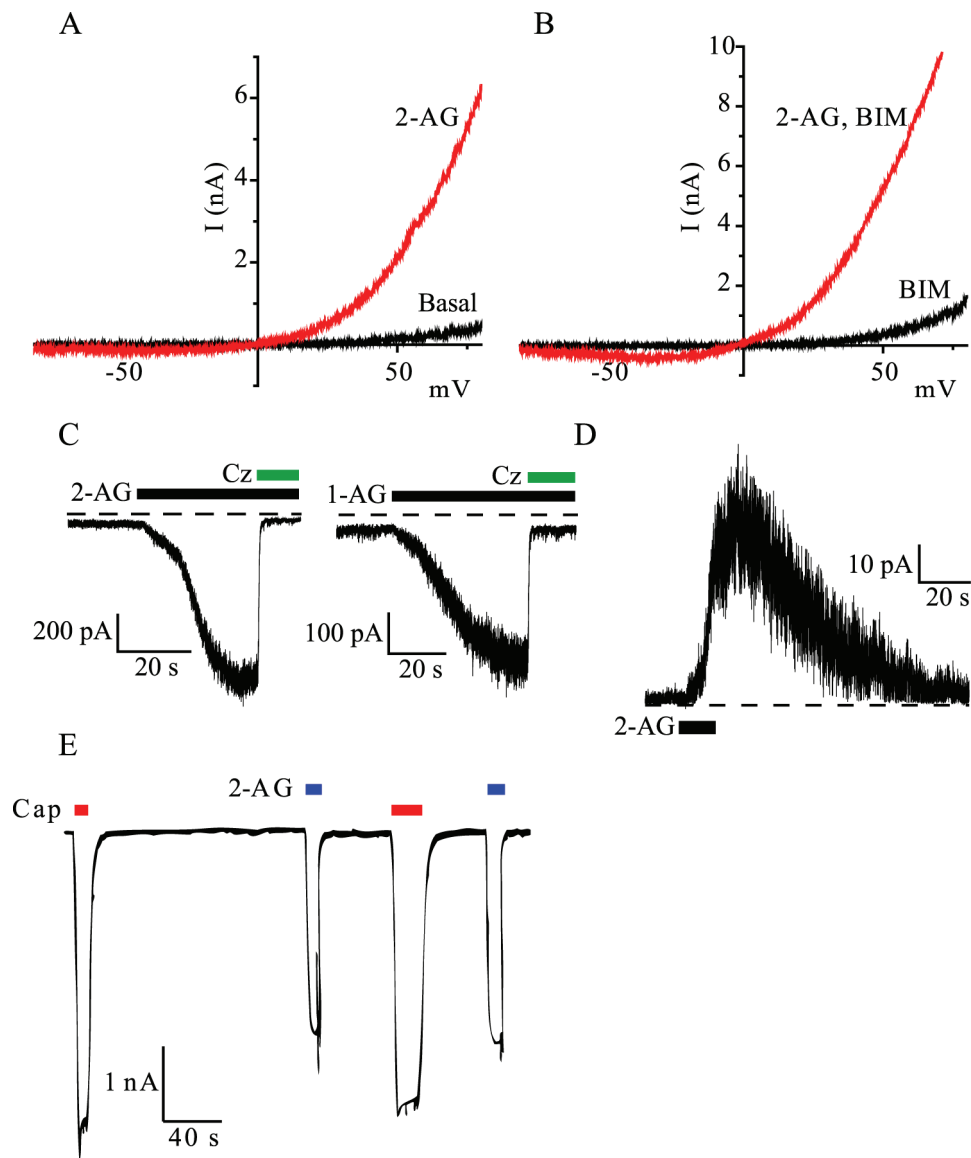 A
6
4
2
I (nA)
2-AG
Basal
-50
50
mV
B
10
8
6
4
2
I (nA)
2-AG, BIM
BIM
-50
50
mV
C
Cz
2-AG
200 pA
20 s
Cz
1-AG
100 pA
20 s
D
10 pA
20 s
2-AG
E
2-AG
Cap
1 nA
40 s